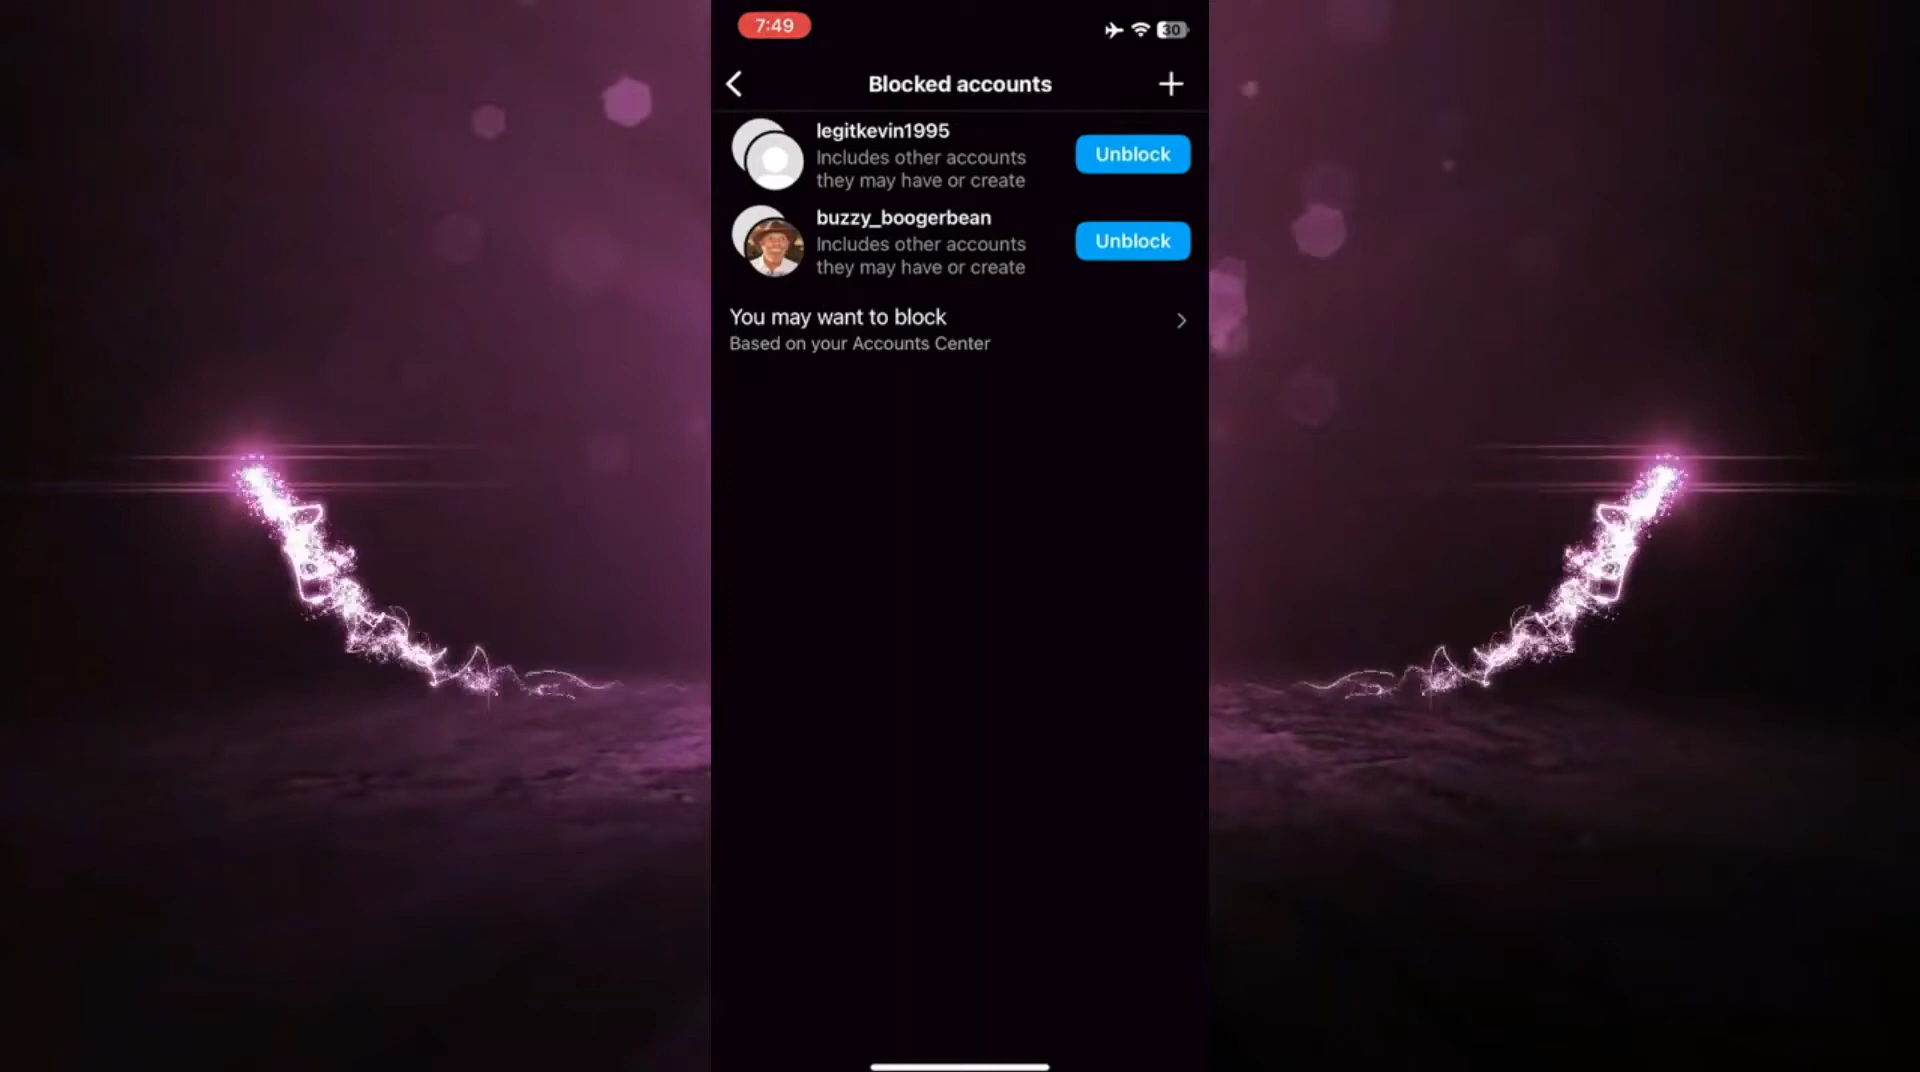 7:49
30
Blocked accounts
legitkevin1995
Includes other accounts
they may have or create
Unblock
buzzy_boogerbean
Includes other accounts
they may have or create
Unblock
You may want to block
Based on your Accounts Center